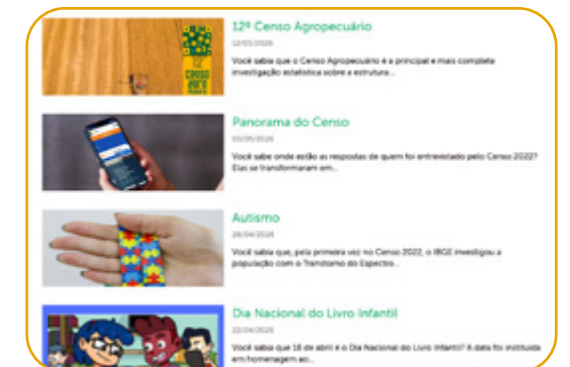 12º Censo Agropecuário
12/05/2026
Você sabia que o Censo Agropecuário é a principal e mais completa
investigação estatística sobre a estrutura...
CENSO
Panorama do Censo
05/05/2026
Você sabe onde estão as respostas de quem foi entrevistado pelo Censo 2022?
Elas se transformaram em...
Autismo
28/04/2026
Você sabia que, pela primeira vez no Censo 2022, o IBGE investigou a
população com o Transtorno do Espectro...
Dia Nacional do Livro Infantil
22/04/2026
Você sabia que 18 de abril é o Dia Nacional do Livro Infantil? A data foi instituída
em homenagem ao...